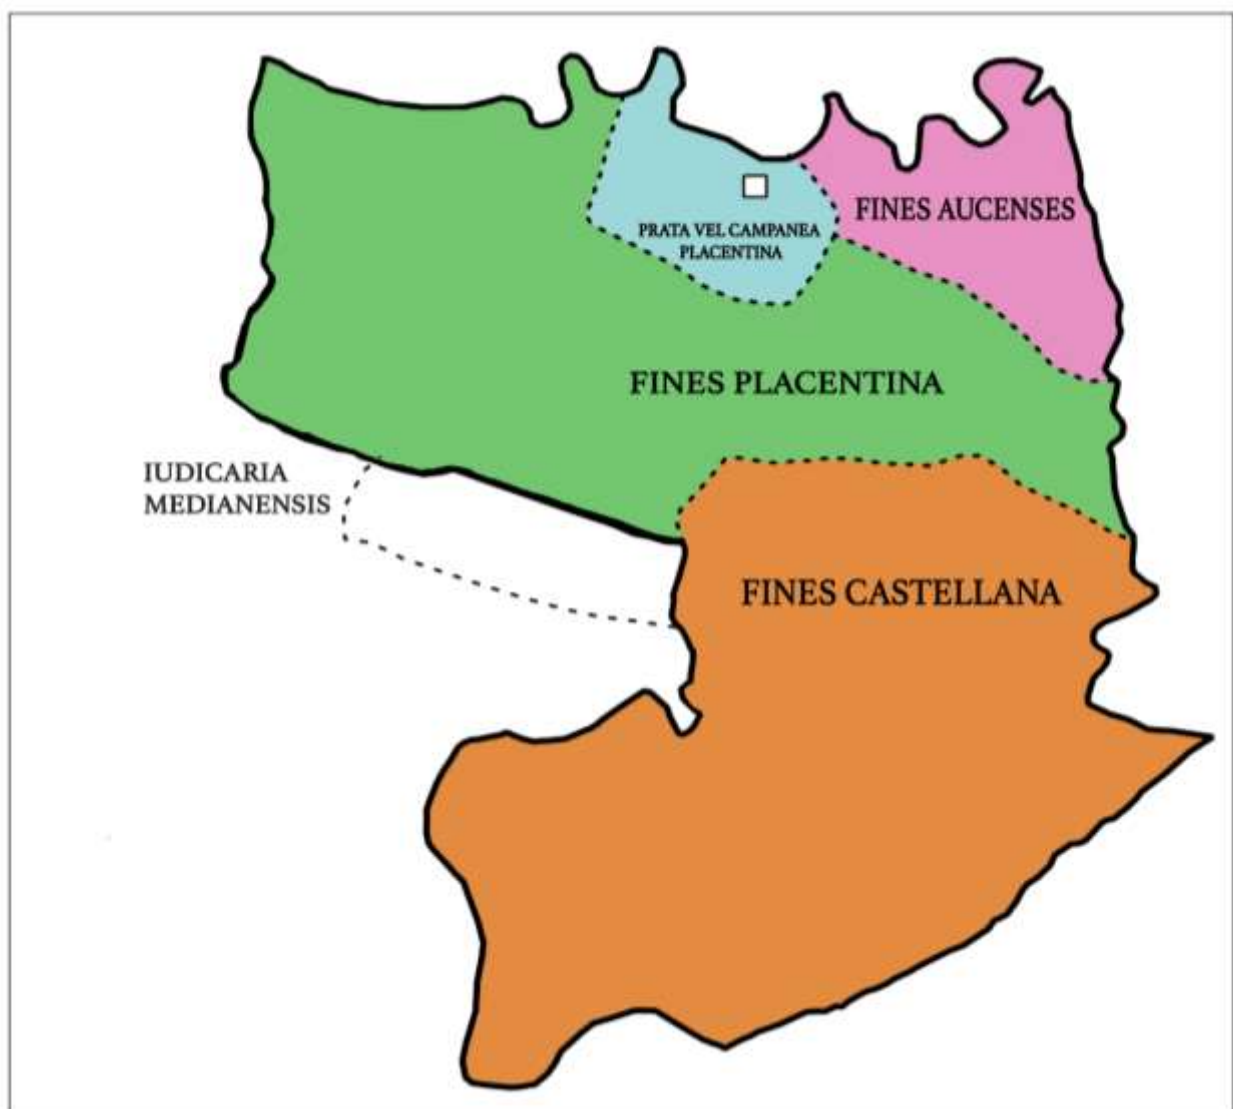 FINES AUCENSES
PRATA VEL CAMPANEA
PLACENTINA
FINES PLACENTINA
IUDICARIA
MEDIANENSIS
FINES CASTELLANA